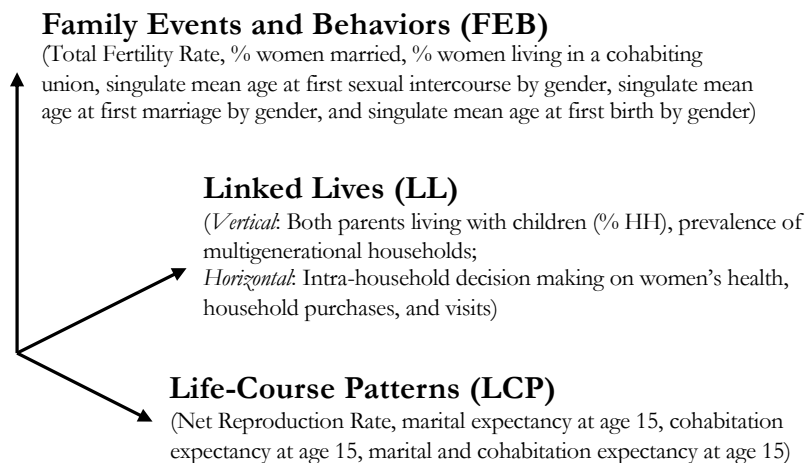 Family Events and Behaviors (FEB)
(Total Fertility Rate, % women married, % women living in a cohabiting
union, singulate mean age at first sexual intercourse by gender, singulate mean
age at first marriage by gender, and singulate mean age at first birth by gender)
Linked Lives (LL)
(Vertical: Both parents living with children (% HH), prevalence of
multigenerational households;
Horizontal: Intra-household decision making on women’s health,
household purchases, and visits)
Life-Course Patterns (LCP)
(Net Reproduction Rate, marital expectancy at age 15, cohabitation
expectancy at age 15, marital and cohabitation expectancy at age 15)